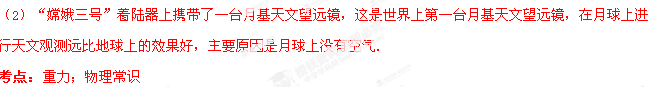 （2）“嫦娥三号”着陆器上携带了一台月基天文望远镜，这是世界上第一台月基天文望远镜，在月球上进
行天文观测远比地球上的效果好，主要原因是月球上没有空气．
考点：重力；物理常识